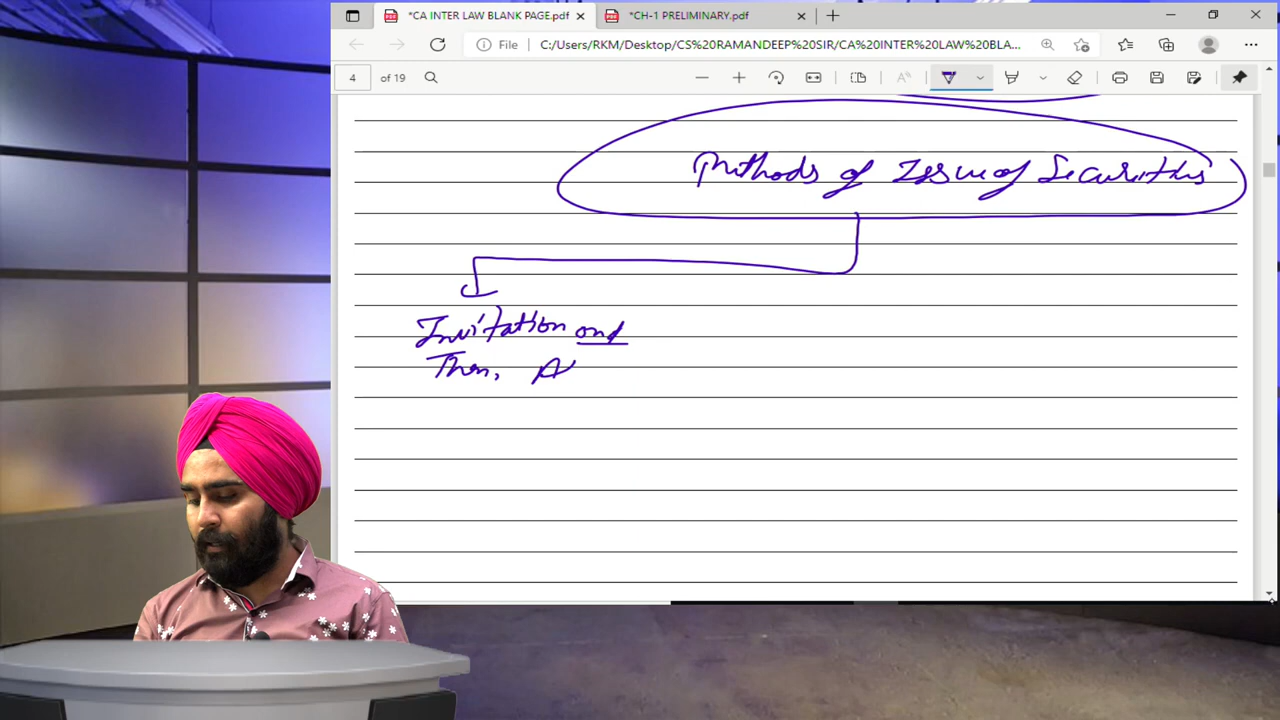 *CA INTER LAW BLANK PAGE.pdf
*CH-1 PRELIMINARY.pdf
File C:/Users/RKM/Desktop/CS%20RAMANDEEP%20SIR/CA%20INTER%20LAW%20BLA...
4 of 19
Methods of Issue of Securities
Invitation and
Then, A